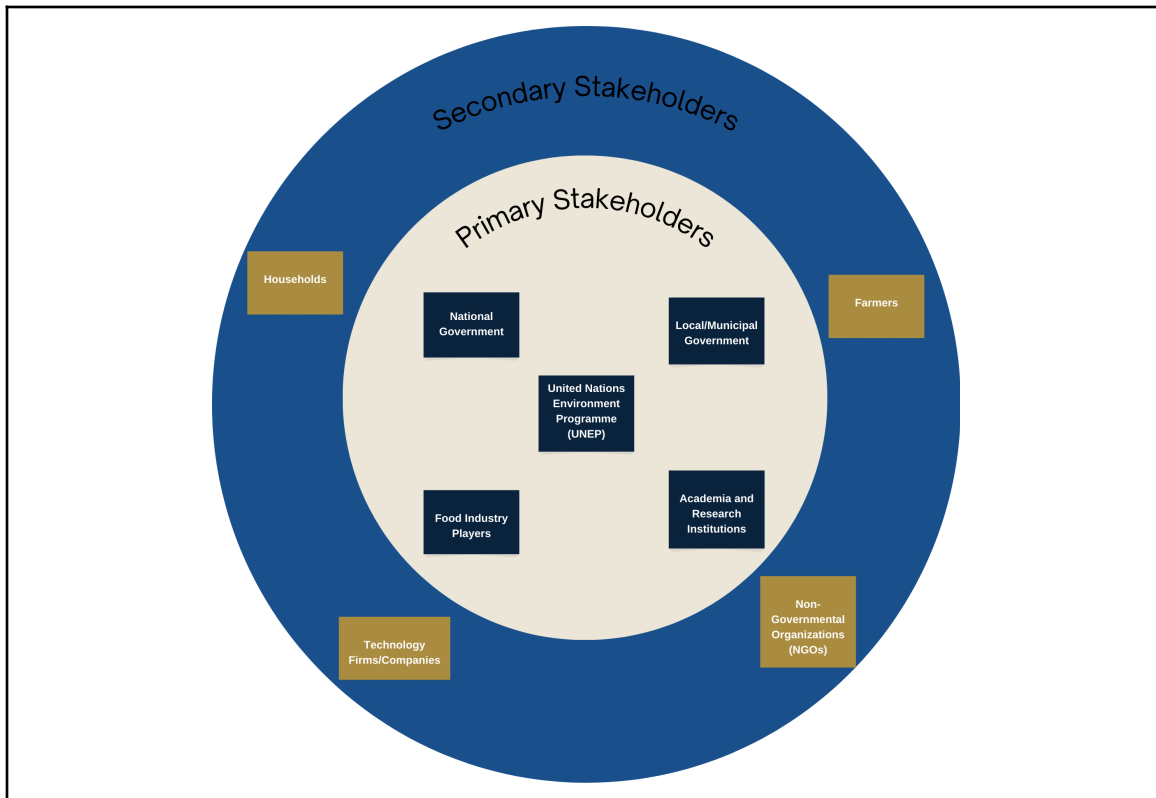 Secondary Stakeholders
Primary Stakeholders
Households
Farmers
National
Government
Local/Municipal
Government
United Nations
Environment
Programme
(UNEP)
Food Industry
Players
Academia and
Research
Institutions
Technology
Firms/Companies
Non-
Governmental
Organizations
(NGOs)